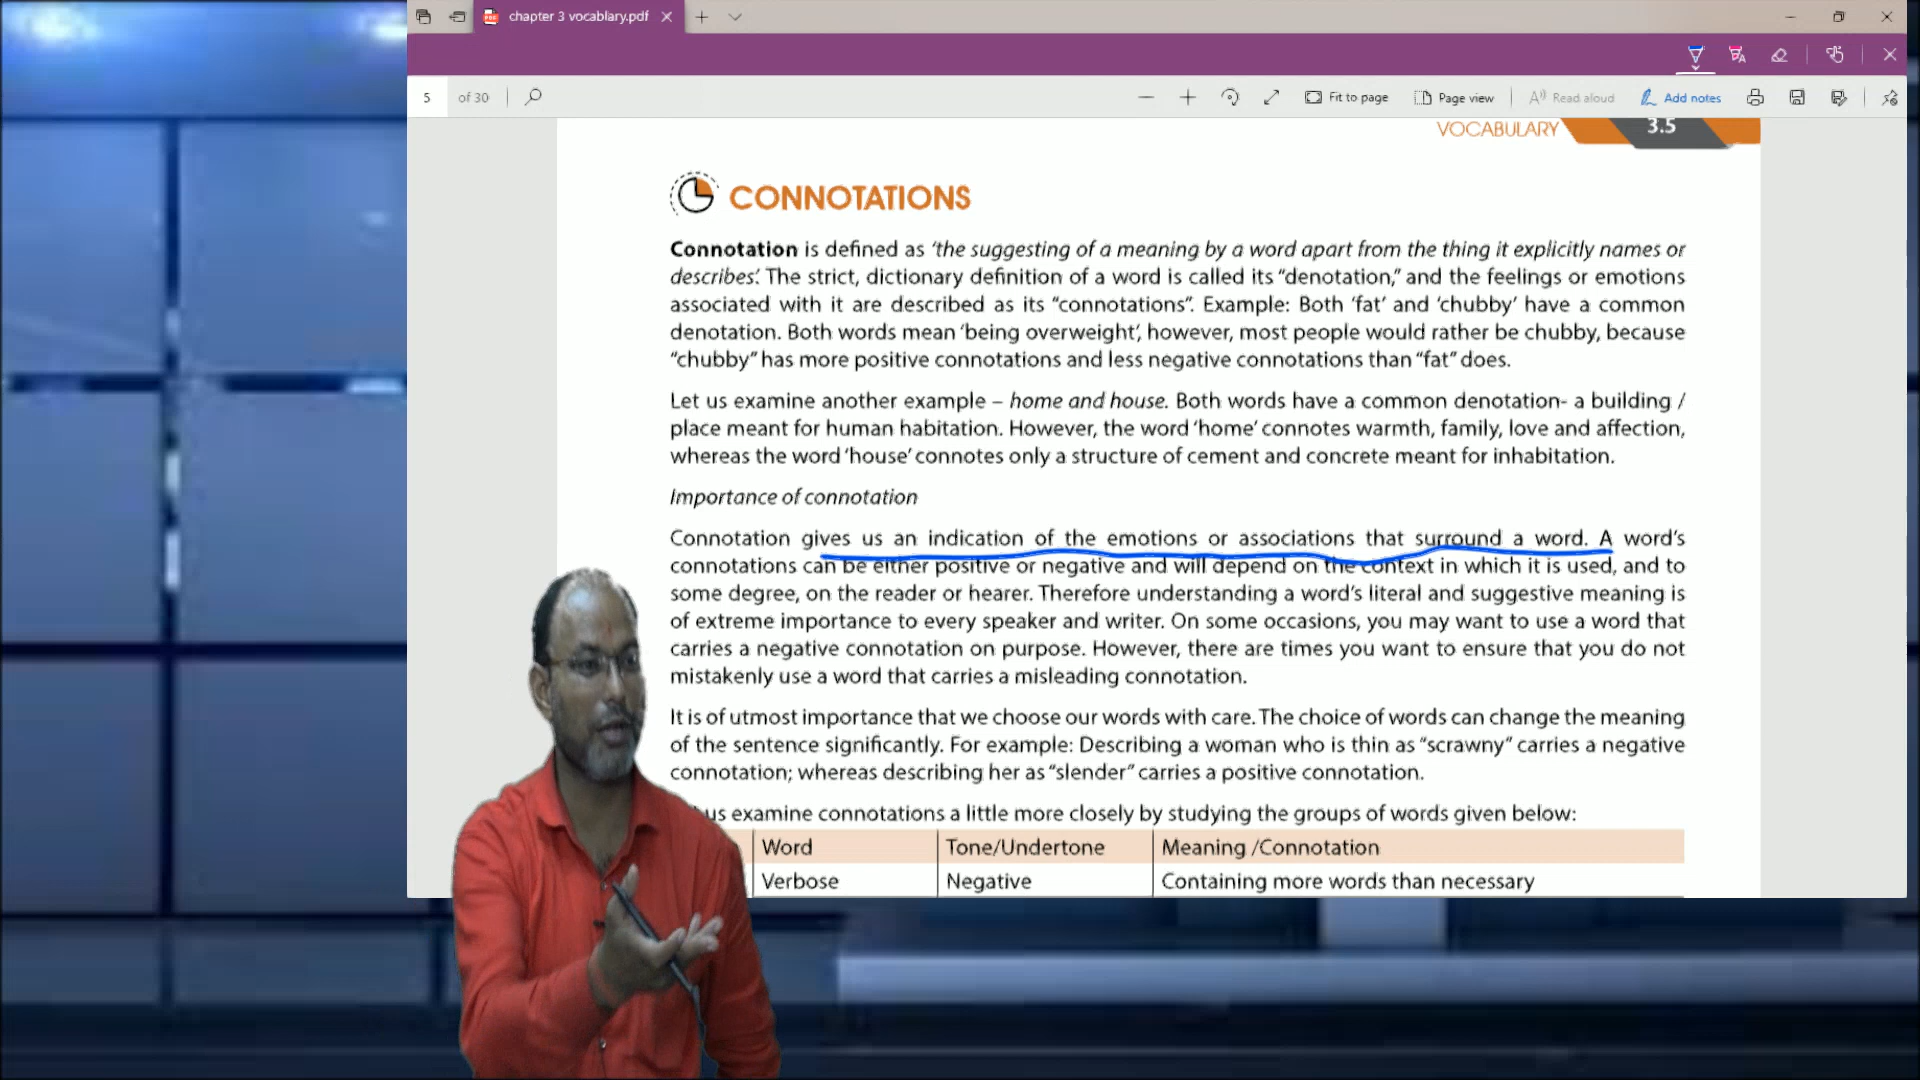 chapter 3 vocablary.pdf
5 of 30 Fit to page Page view Read aloud Add notes
VOCABULARY 3.5
CONNOTATIONS
Connotation is defined as ‘the suggesting of a meaning by a word apart from the thing it explicitly names or
describes’. The strict, dictionary definition of a word is called its “denotation,” and the feelings or emotions
associated with it are described as its “connotations”. Example: Both ‘fat’ and ‘chubby’ have a common
denotation. Both words mean ‘being overweight’, however, most people would rather be chubby, because
“chubby” has more positive connotations and less negative connotations than “fat” does.
Let us examine another example – home and house. Both words have a common denotation- a building /
place meant for human habitation. However, the word ‘home’ connotes warmth, family, love and affection,
whereas the word ‘house’ connotes only a structure of cement and concrete meant for inhabitation.
Importance of connotation
Connotation gives us an indication of the emotions or associations that surround a word. A word’s
connotations can be either positive or negative and will depend on the context in which it is used, and to
some degree, on the reader or hearer. Therefore understanding a word’s literal and suggestive meaning is
of extreme importance to every speaker and writer. On some occasions, you may want to use a word that
carries a negative connotation on purpose. However, there are times you want to ensure that you do not
mistakenly use a word that carries a misleading connotation.
It is of utmost importance that we choose our words with care. The choice of words can change the meaning
of the sentence significantly. For example: Describing a woman who is thin as “scrawny” carries a negative
connotation; whereas describing her as “slender” carries a positive connotation.
us examine connotations a little more closely by studying the groups of words given below:
Word Tone/Undertone Meaning /Connotation
Verbose Negative Containing more words than necessary